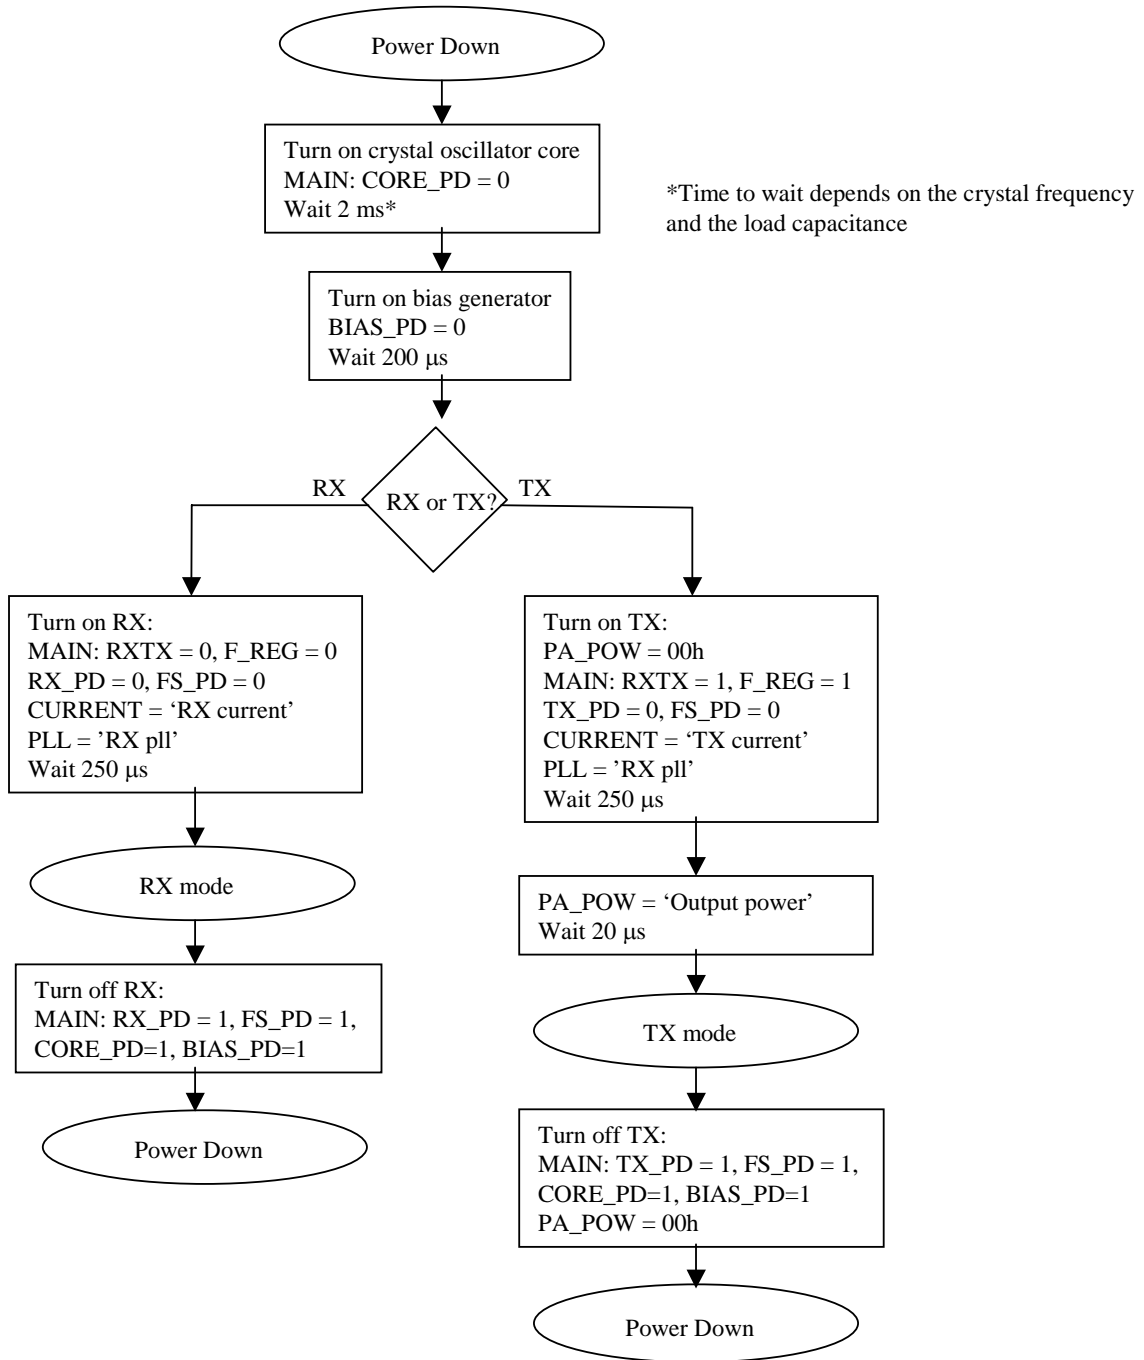 Power Down
Turn on crystal oscillator core
MAIN: CORE_PD = 0
Wait 2 ms*
*Time to wait depends on the crystal frequency
and the load capacitance
Turn on bias generator
BIAS_PD = 0
Wait 200 μs
RX
RX or TX?
TX
Turn on RX:
MAIN: RXTX = 0, F_REG = 0
RX_PD = 0, FS_PD = 0
CURRENT = ‘RX current’
PLL = ’RX pll’
Wait 250 μs
RX mode
Turn off RX:
MAIN: RX_PD = 1, FS_PD = 1,
CORE_PD=1, BIAS_PD=1
Power Down
Turn on TX:
PA_POW = 00h
MAIN: RXTX = 1, F_REG = 1
TX_PD = 0, FS_PD = 0
CURRENT = ‘TX current’
PLL = ’RX pll’
Wait 250 μs
PA_POW = ‘Output power’
Wait 20 μs
TX mode
Turn off TX:
MAIN: TX_PD = 1, FS_PD = 1,
CORE_PD=1, BIAS_PD=1
PA_POW = 00h
Power Down